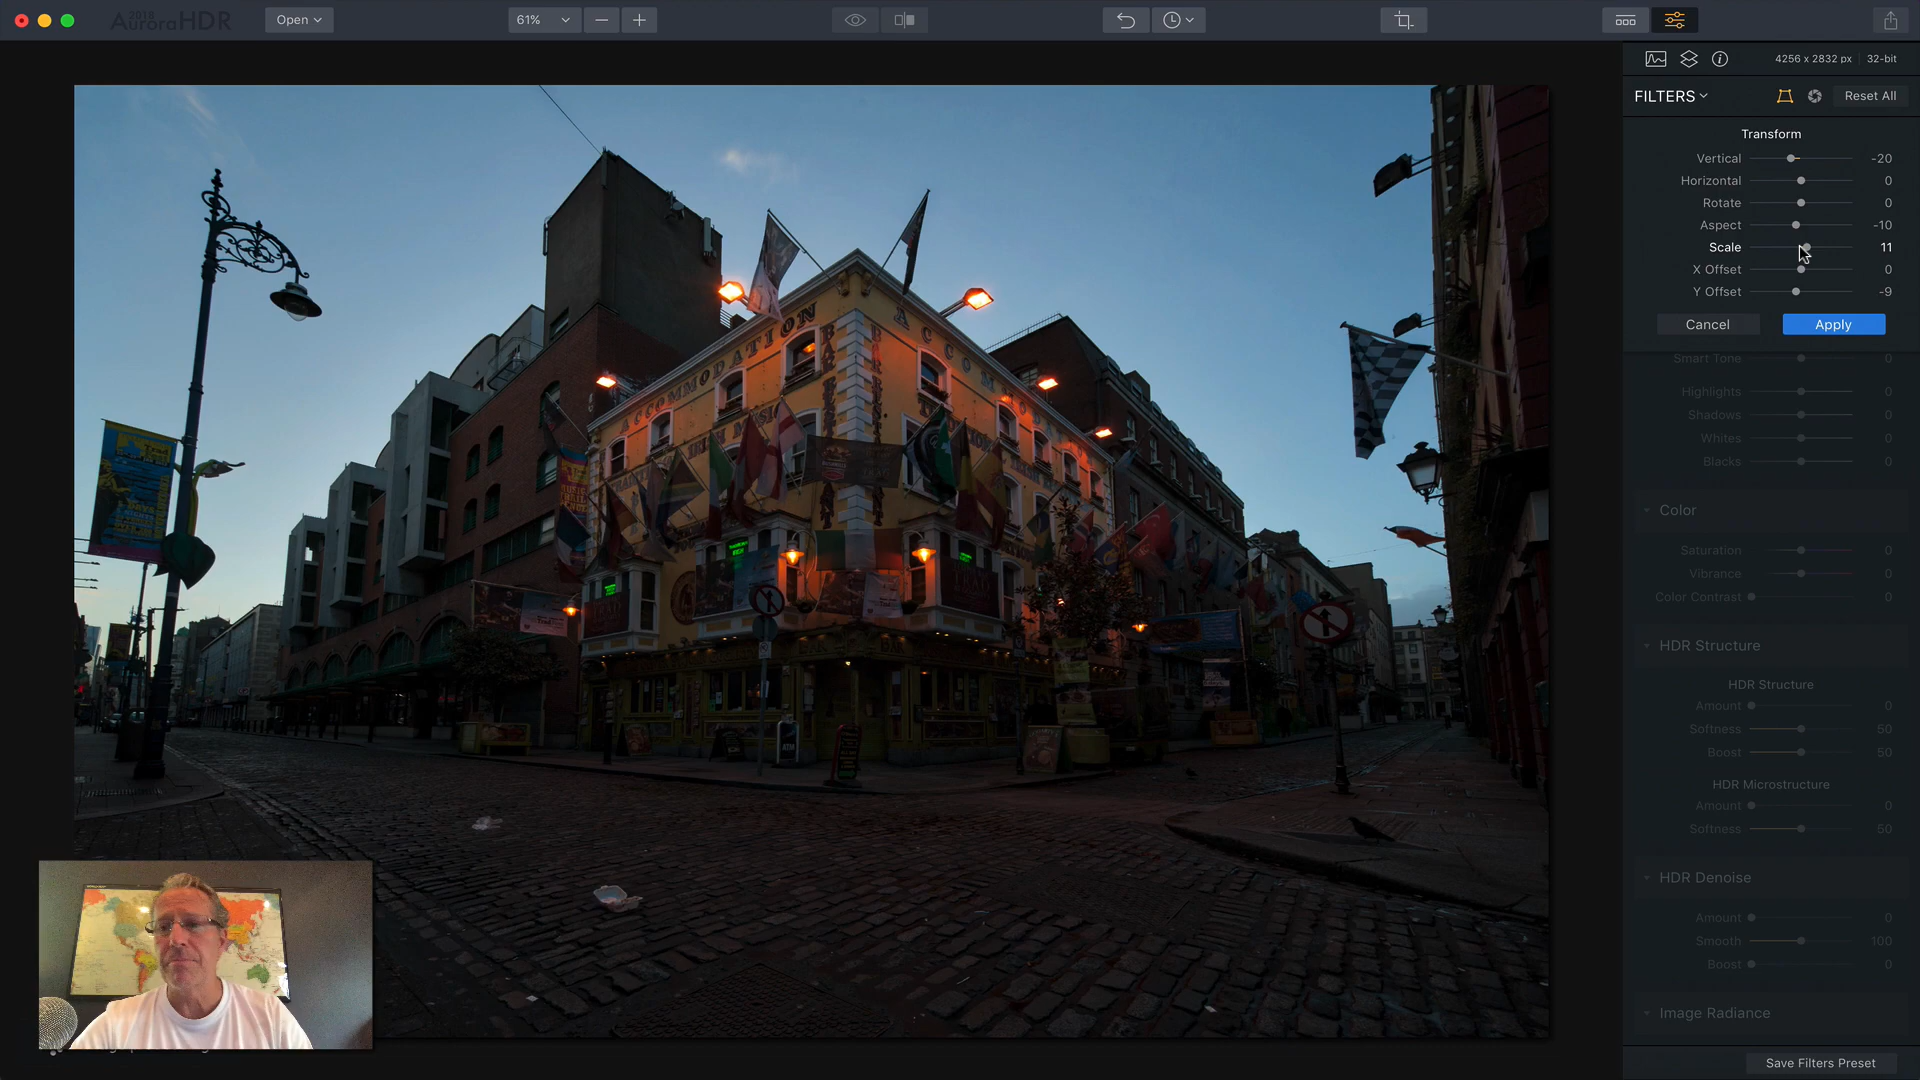 2018
AuroraHDR
Open
61%
4256 x 2832 px
32-bit
FILTERS
Reset All
Transform
Vertical -20
Horizontal 0
Rotate 0
Aspect -10
Scale 11
X Offset 0
Y Offset -9
Cancel
Apply
Smart Tone 0
Highlights 0
Shadows 0
Whites 0
Blacks 0
Color
Saturation 0
Vibrance 0
Color Contrast 0
HDR Structure
HDR Structure
Amount 0
Softness 50
Boost 50
HDR Microstructure
Amount 0
Softness 50
HDR Denoise
Amount 0
Smooth 100
Boost 0
Image Radiance
Save Filters Preset
ACCOMMODATION
ACCOMMO
ATM